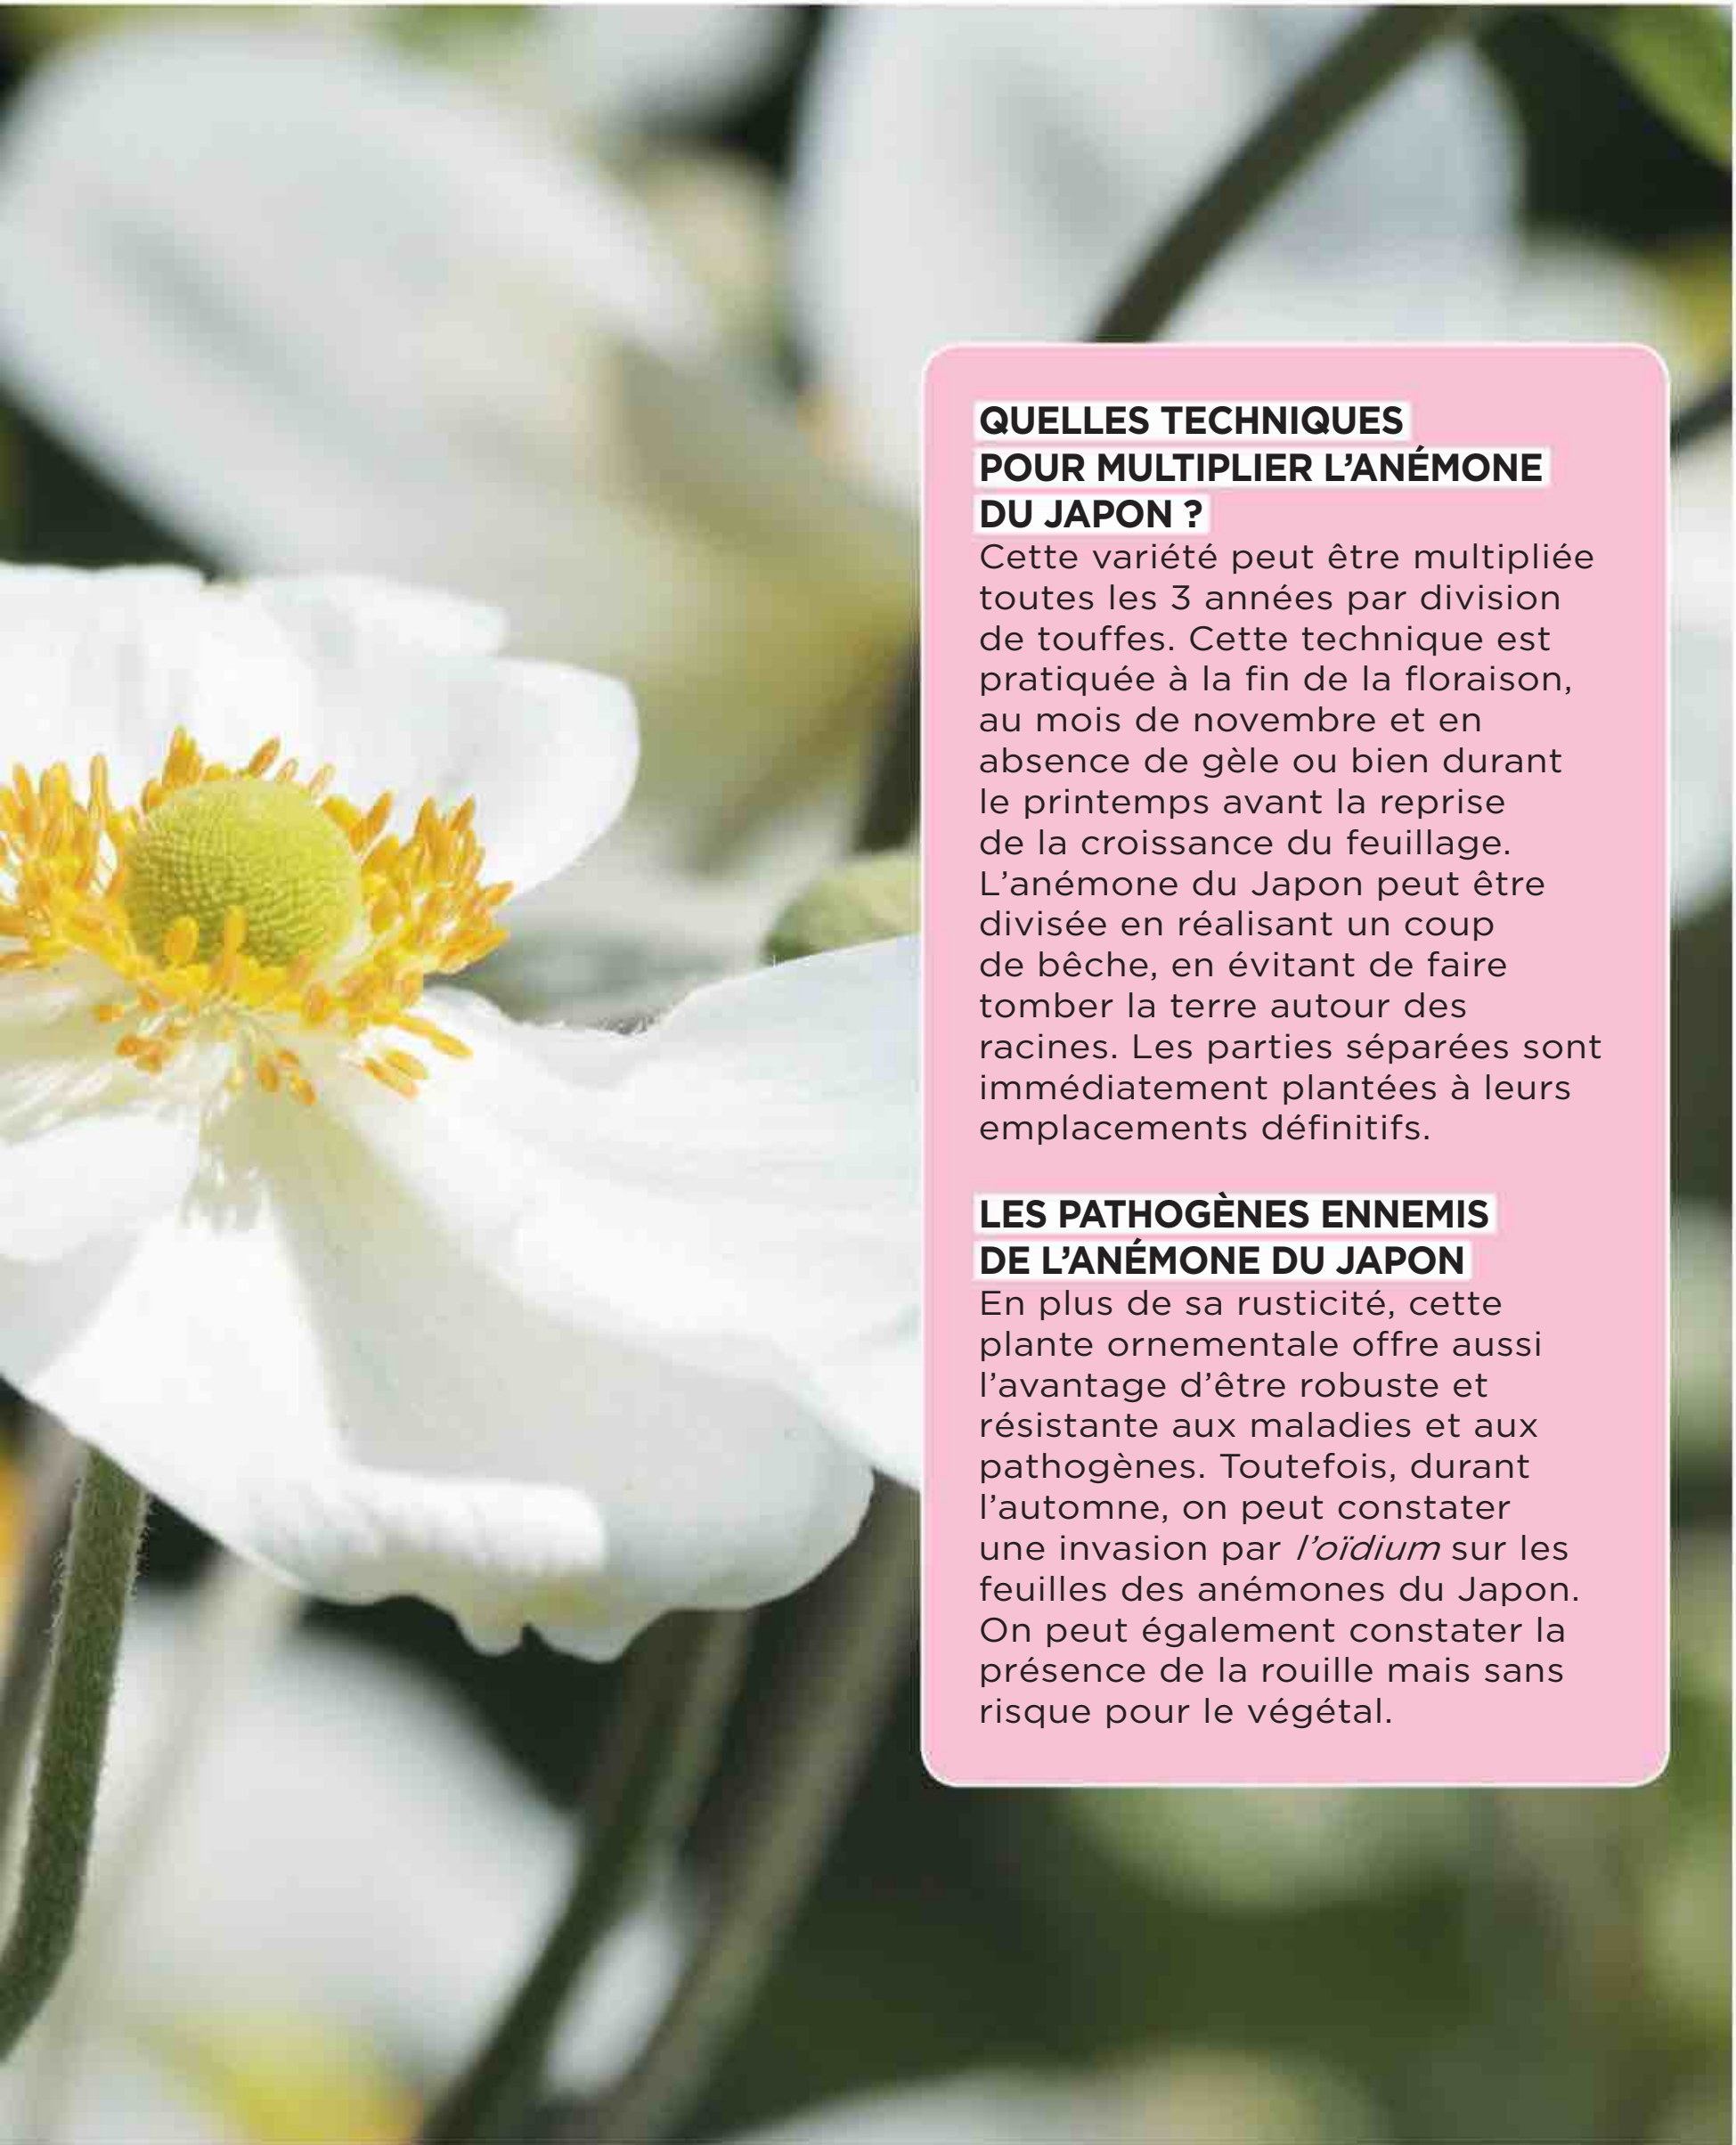 QUELLES TECHNIQUES
POUR MULTIPLIER L’ANÉMONE
DU JAPON ?
Cette variété peut être multipliée
toutes les 3 années par division
de touffes. Cette technique est
pratiquée à la fin de la floraison,
au mois de novembre et en
absence de gèle ou bien durant
le printemps avant la reprise
de la croissance du feuillage.
L’anémone du Japon peut être
divisée en réalisant un coup
de bêche, en évitant de faire
tomber la terre autour des
racines. Les parties séparées sont
immédiatement plantées à leurs
emplacements définitifs.
LES PATHOGÈNES ENNEMIS
DE L’ANÉMONE DU JAPON
En plus de sa rusticité, cette
plante ornementale offre aussi
l’avantage d’être robuste et
résistante aux maladies et aux
pathogènes. Toutefois, durant
l’automne, on peut constater
une invasion par l’oïdium sur les
feuilles des anémones du Japon.
On peut également constater la
présence de la rouille mais sans
risque pour le végétal.